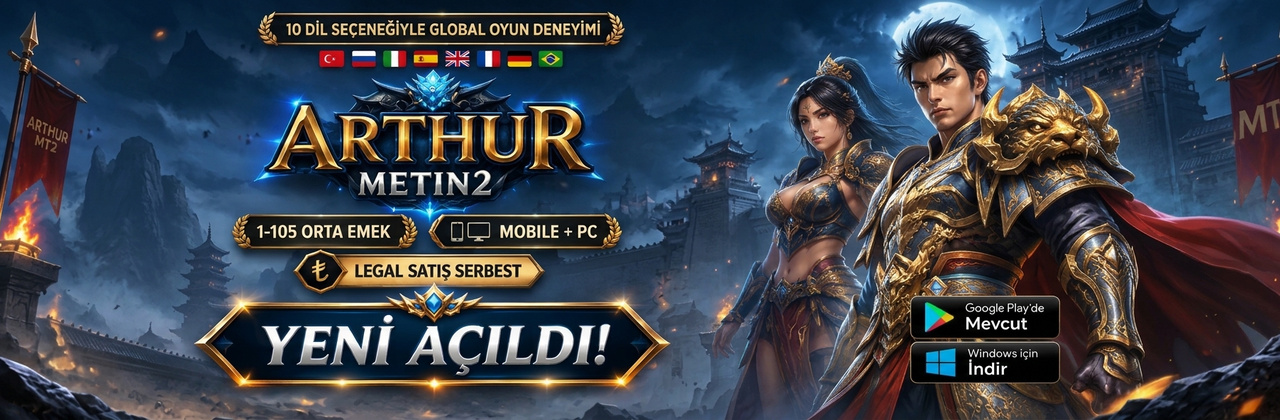 10 DİL SEÇENEĞİYLE GLOBAL OYUN DENEYİMİ
ARTHUR
METIN2
ARTHUR
MT2
1-105 ORTA EMEK
MOBILE + PC
₺ LEGAL SATIŞ SERBEST
YENİ AÇILDI!
MT
Google Play'de
Mevcut
Windows için
İndir